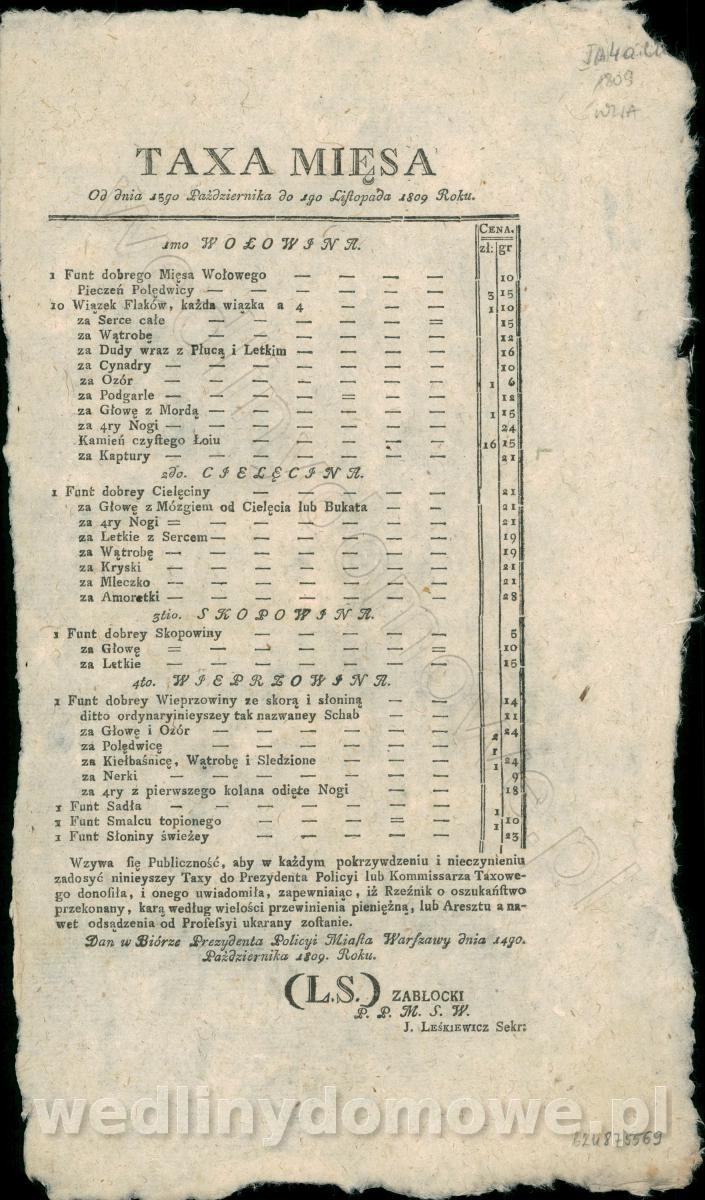 1809
TAXA MIĘSA
Od dnia 15go Października do 1go Listopada 1809 Roku.
CENA.
zł: gr
1mo WOŁOWINA.
1 Funt dobrego Mięsa Wołowego — — — — 10
Pieczeń Polędwicy — — — — — 3 15
10 Wiązek Flaków, każda wiązka a 4 — — — 1 10
za Serce całe — — — — = 15
za Wątrobę — — — — 12
za Dudy wraz z Płucą i Letkim — — — — 16
za Cynadry — — — — — — 10
za Ozór — — — — — — 1 6
za Podgarle — — — = — — 12
za Głowę z Mordą — — — — — 1 15
za 4ry Nogi — — — — — — 24
Kamień czystego Łoiu — — — — — 16 15
za Kaptury — — — — — — 21
2do. CIELĘCINA.
1 Funt dobrey Cielęciny — — — — — 21
za Głowę z Mózgiem od Cielęcia lub Bukata — — 21
za 4ry Nogi = — — — — — 21
za Letkie z Sercem — — — — — 19
za Wątrobę — — — — — — 19
za Kryski — — — — — — 21
za Mleczko — — — — — — 21
za Amoretki — — — — — — 28
3tio. SKOPOWINA.
1 Funt dobrey Skopowiny — — — — — 5
za Głowę = — — — — = 10
za Letkie — — — — — — 15
4to. WIEPRZOWINA.
1 Funt dobrey Wieprzowiny ze skorą i słoniną — — 14
ditto ordynaryinieyszey tak nazwaney Schab — — 11
za Głowę i Ozór — — — — — 2 24
za Polędwicę — — — — — 1
za Kiełbaśnicę, Wątrobę i Sledzione — — — 1 24
za Nerki — — — — — — 9
za 4ry z pierwszego kolana odięte Nogi — — 18
1 Funt Sadła — — — — — — 1
1 Funt Smalcu topionego — — — = — 1 10
1 Funt Słoniny świeżey — — — — — 1 23
Wzywa się Publiczność, aby w każdym pokrzywdzeniu i nieczynieniu
zadosyć ninieyszey Taxy do Prezydenta Policyi lub Kommissarza Taxowe-
go donosiła, i onego uwiadomiła, zapewniaiąc, iż Rzeźnik o oszukaństwo
przekonany, karą według wielości przewinienia pieniężną, lub Aresztu a na-
wet odsądzenia od Professyi ukarany zostanie.
Dan w Biórze Prezydenta Policyi Miasta Warszawy dnia 14go.
Października 1809. Roku.
(L.S.) ZABŁOCKI
P. P. M. S. W.
J. LEŚKIEWICZ Sekr:
wedlinydomowe.pl
wedlinydomowe.pl